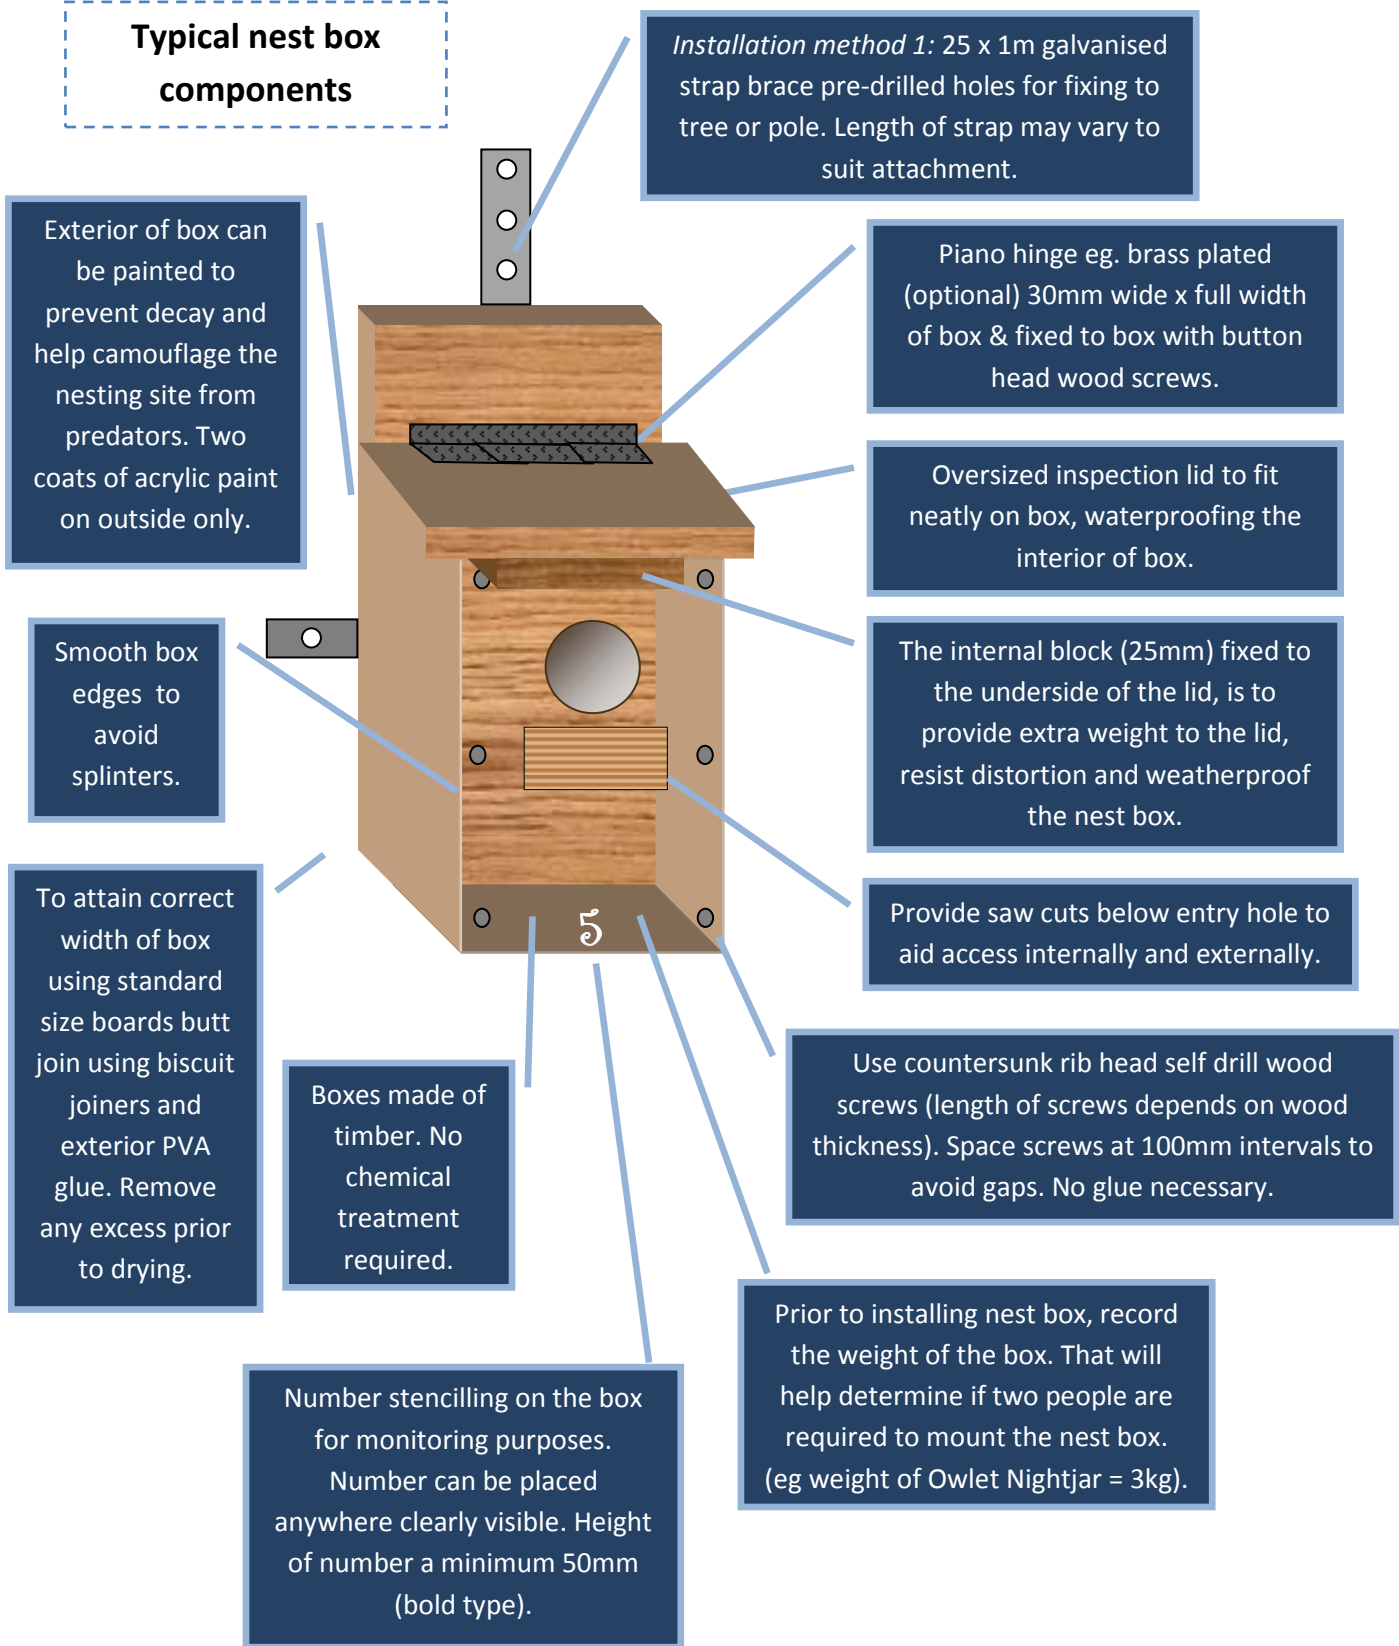 Typical nest box
components
Installation method 1: 25 x 1m galvanised
strap brace pre-drilled holes for fixing to
tree or pole. Length of strap may vary to
suit attachment.
Exterior of box can
be painted to
prevent decay and
help camouflage the
nesting site from
predators. Two
coats of acrylic paint
on outside only.
Piano hinge eg. brass plated
(optional) 30mm wide x full width
of box & fixed to box with button
head wood screws.
Oversized inspection lid to fit
neatly on box, waterproofing the
interior of box.
Smooth box
edges to
avoid
splinters.
The internal block (25mm) fixed to
the underside of the lid, is to
provide extra weight to the lid,
resist distortion and weatherproof
the nest box.
To attain correct
width of box
using standard
size boards butt
join using biscuit
joiners and
exterior PVA
glue. Remove
any excess prior
to drying.
Provide saw cuts below entry hole to
aid access internally and externally.
5
Boxes made of
timber. No
chemical
treatment
required.
Use countersunk rib head self drill wood
screws (length of screws depends on wood
thickness). Space screws at 100mm intervals to
avoid gaps. No glue necessary.
Prior to installing nest box, record
the weight of the box. That will
help determine if two people are
required to mount the nest box.
(eg weight of Owlet Nightjar = 3kg).
Number stencilling on the box
for monitoring purposes.
Number can be placed
anywhere clearly visible. Height
of number a minimum 50mm
(bold type).